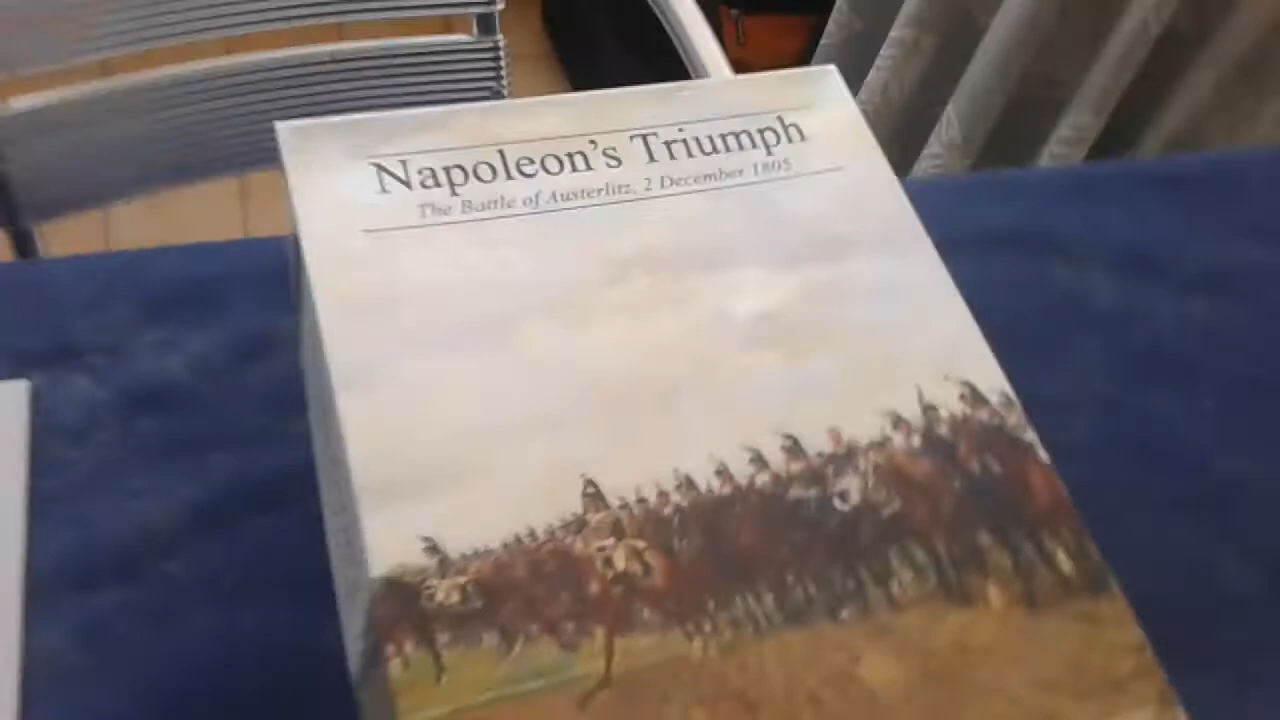 Napoleon's Triumph
The Battle of Austerlitz, 2 December 1805